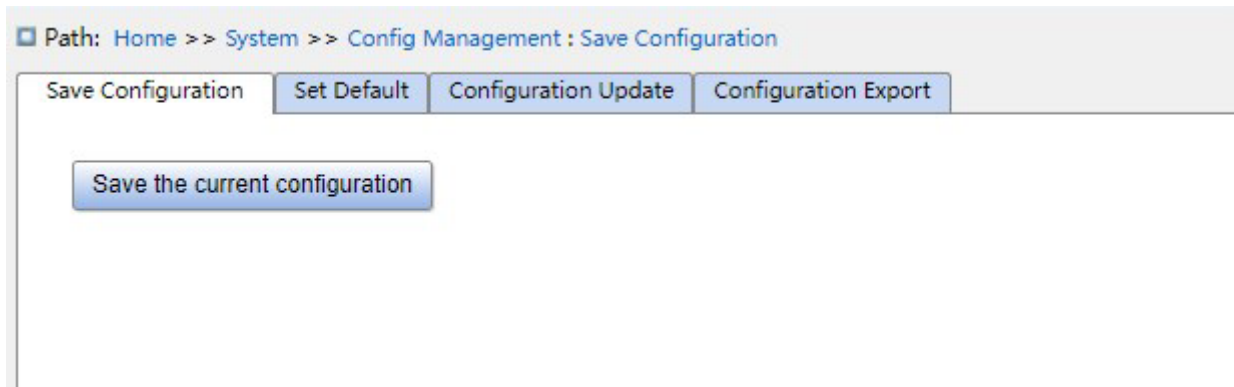 Path: Home >> System >> Config Management : Save Configuration
Save Configuration Set Default Configuration Update Configuration Export
Save the current configuration